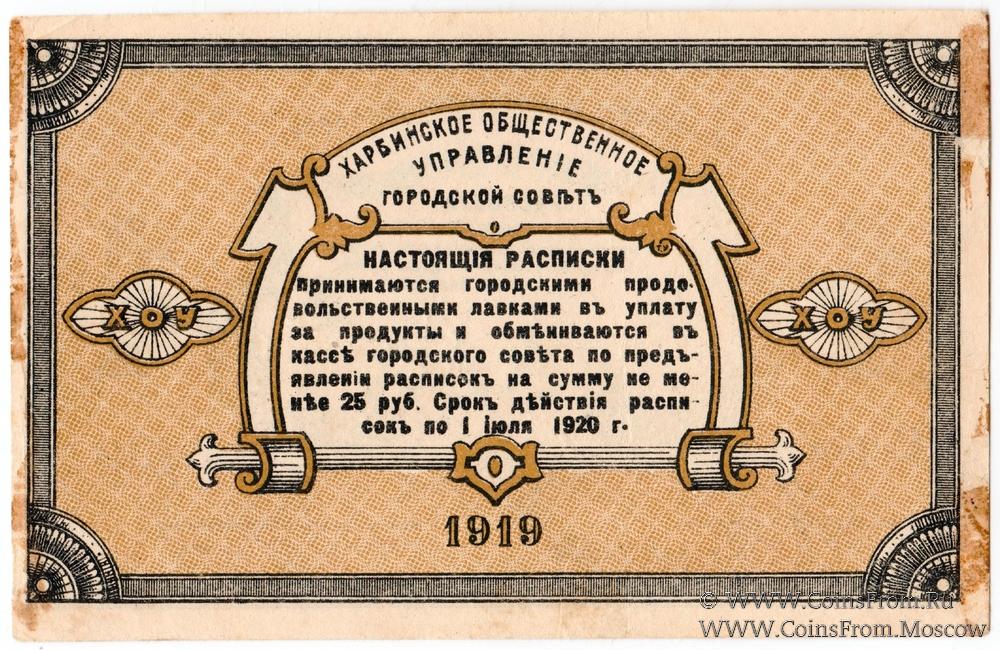 ХАРБИНСКОЕ ОБЩЕСТВЕННОЕ
УПРАВЛЕНІЕ
ГОРОДСКОЙ СОВѢТЪ
О
НАСТОЯЩІЯ РАСПИСКИ
принимаются городскими продо-
вольственными лавками въ уплату
за продукты и обмѣниваются въ
кассѣ городского совѣта по предъ-
явленіи расписокъ на сумму не ме-
нѣе 25 руб. Срокъ дѣйствія распи-
сокъ по 1 іюля 1920 г.
ХОУ
ХОУ
О
1919
© WWW.CoinsFrom.Ru
WWW.CoinsFrom.Moscow